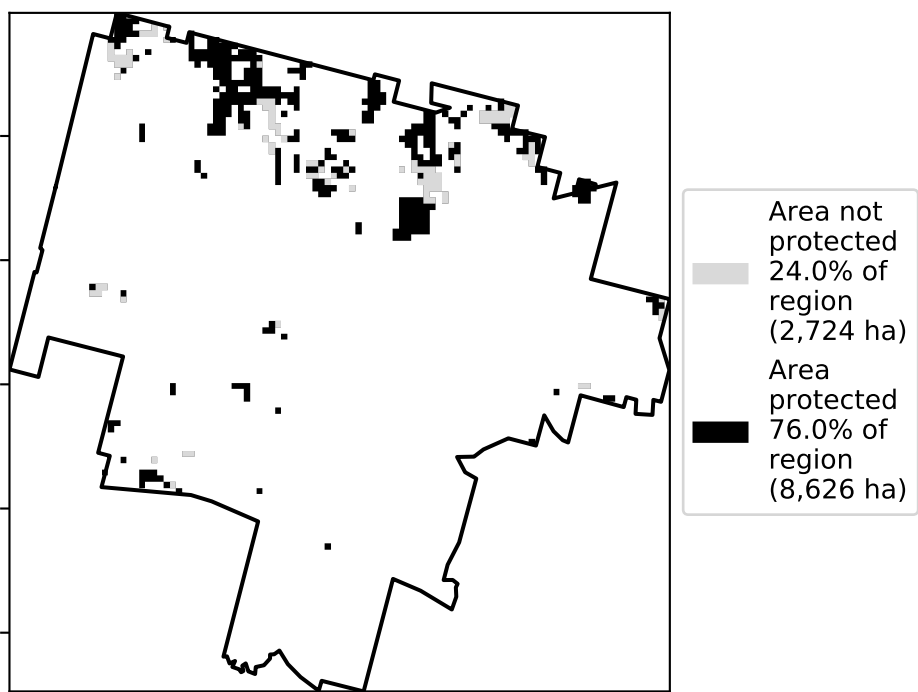 Area not
protected
24.0% of
region
(2,724 ha)
Area
protected
76.0% of
region
(8,626 ha)